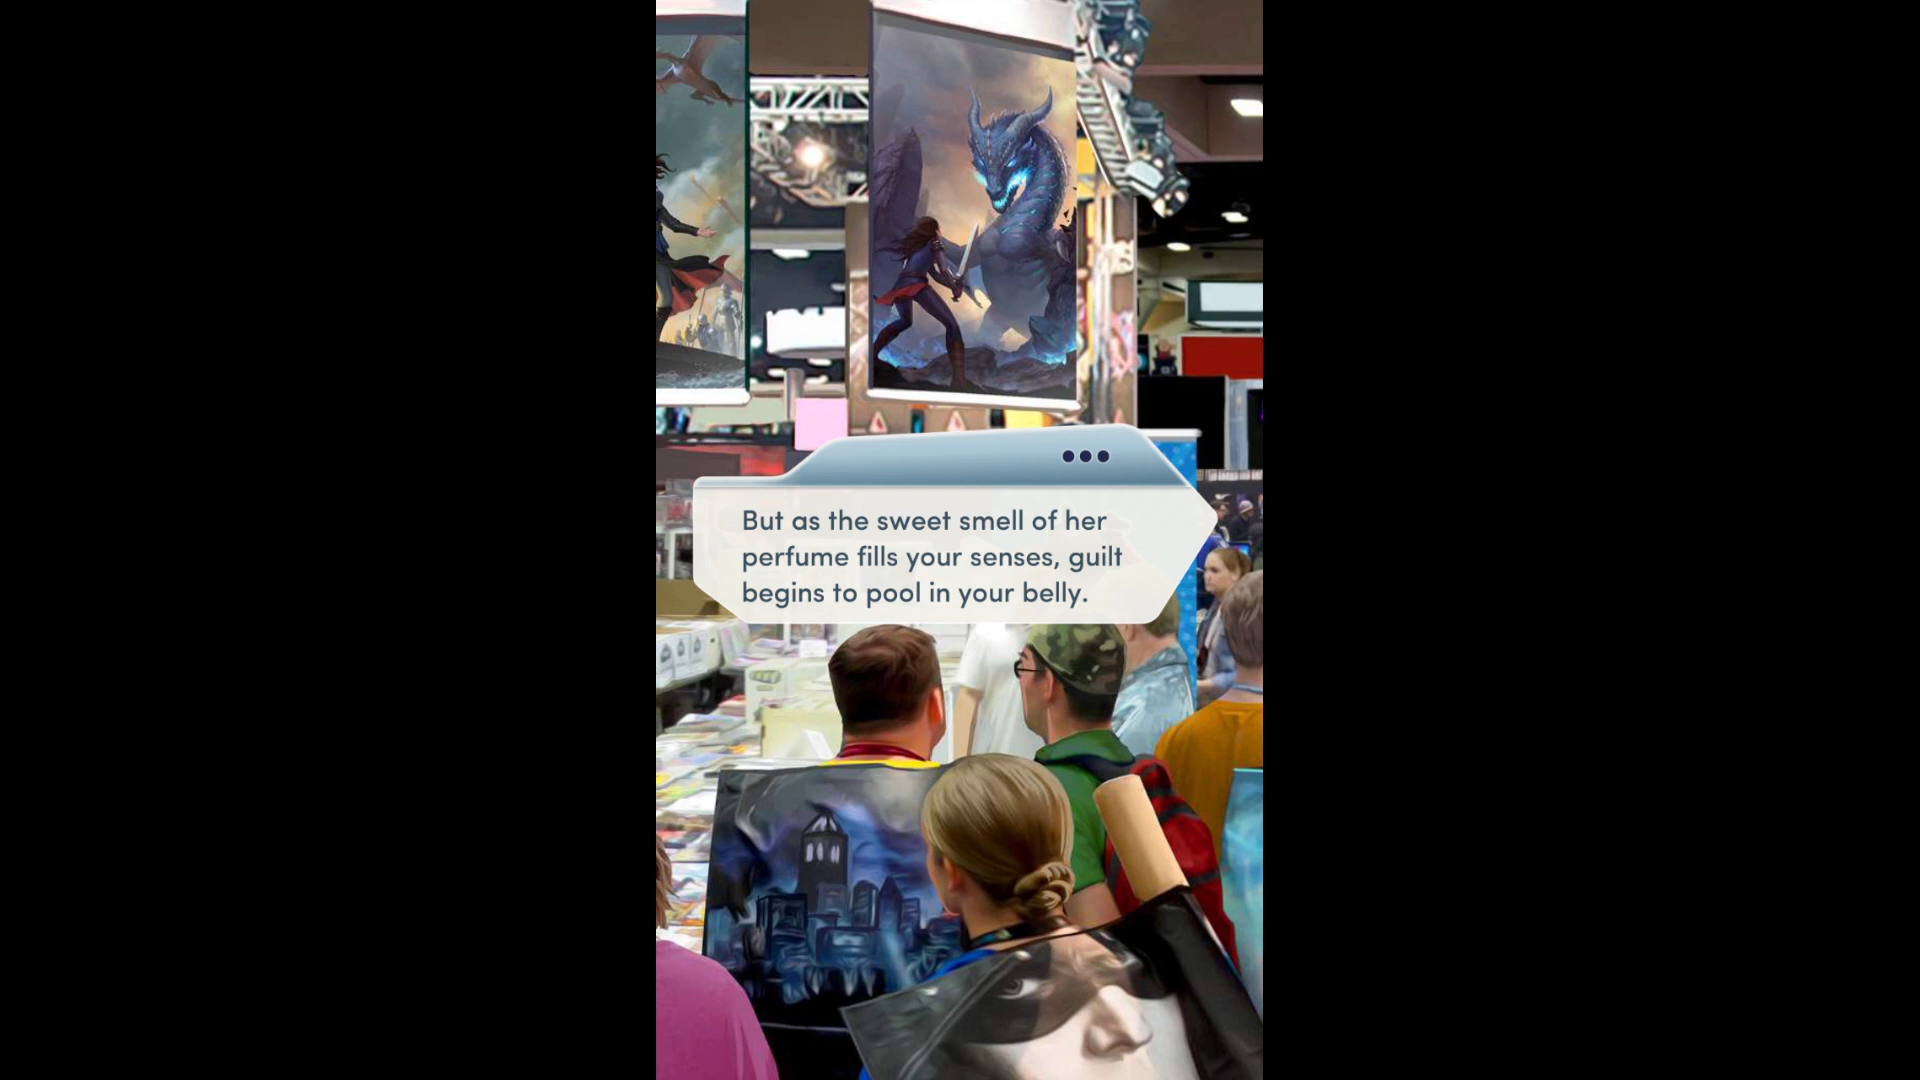 But as the sweet smell of her
perfume fills your senses, guilt
begins to pool in your belly.